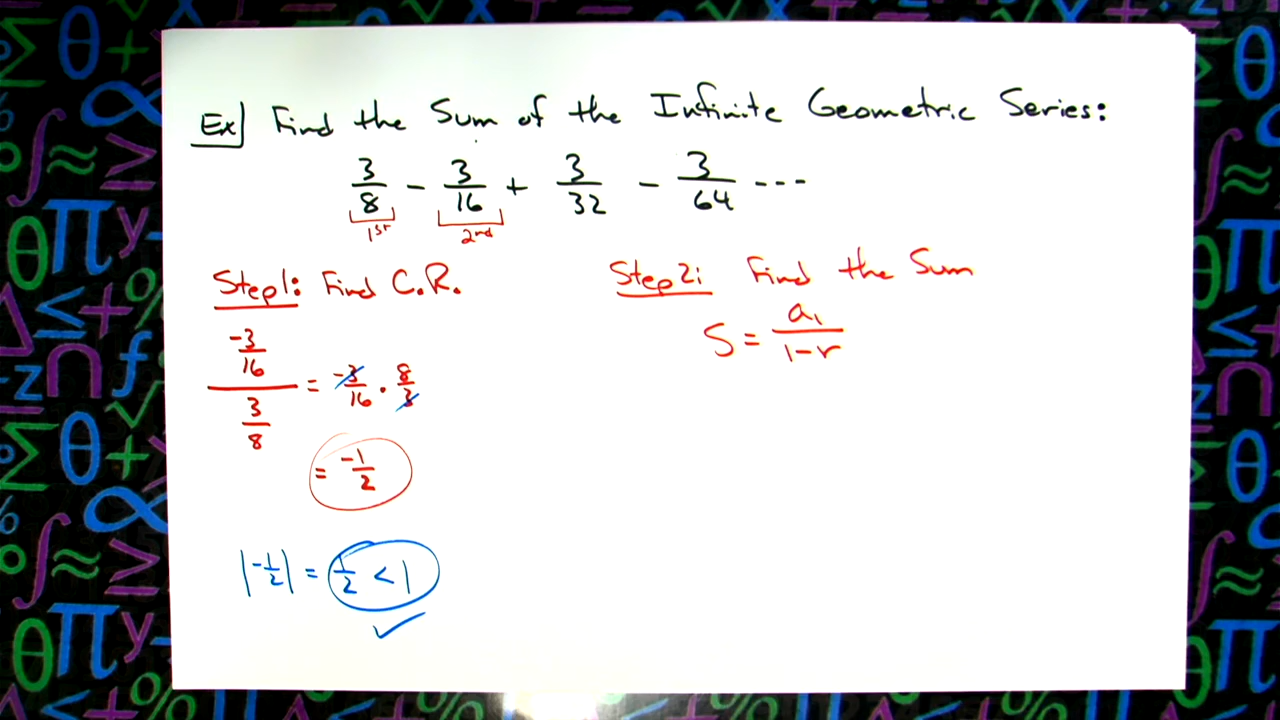 Ex) Find the Sum of the Infinite Geometric Series:
3/8 - 3/16 + 3/32 - 3/64 ---
1st 2nd
Step 1: Find C.R.
-3/16 / 3/8 = -3/16 · 8/3
= -1/2
|-1/2| = 1/2 < 1 ✓
Step 2: Find the Sum
S = a₁/1-r